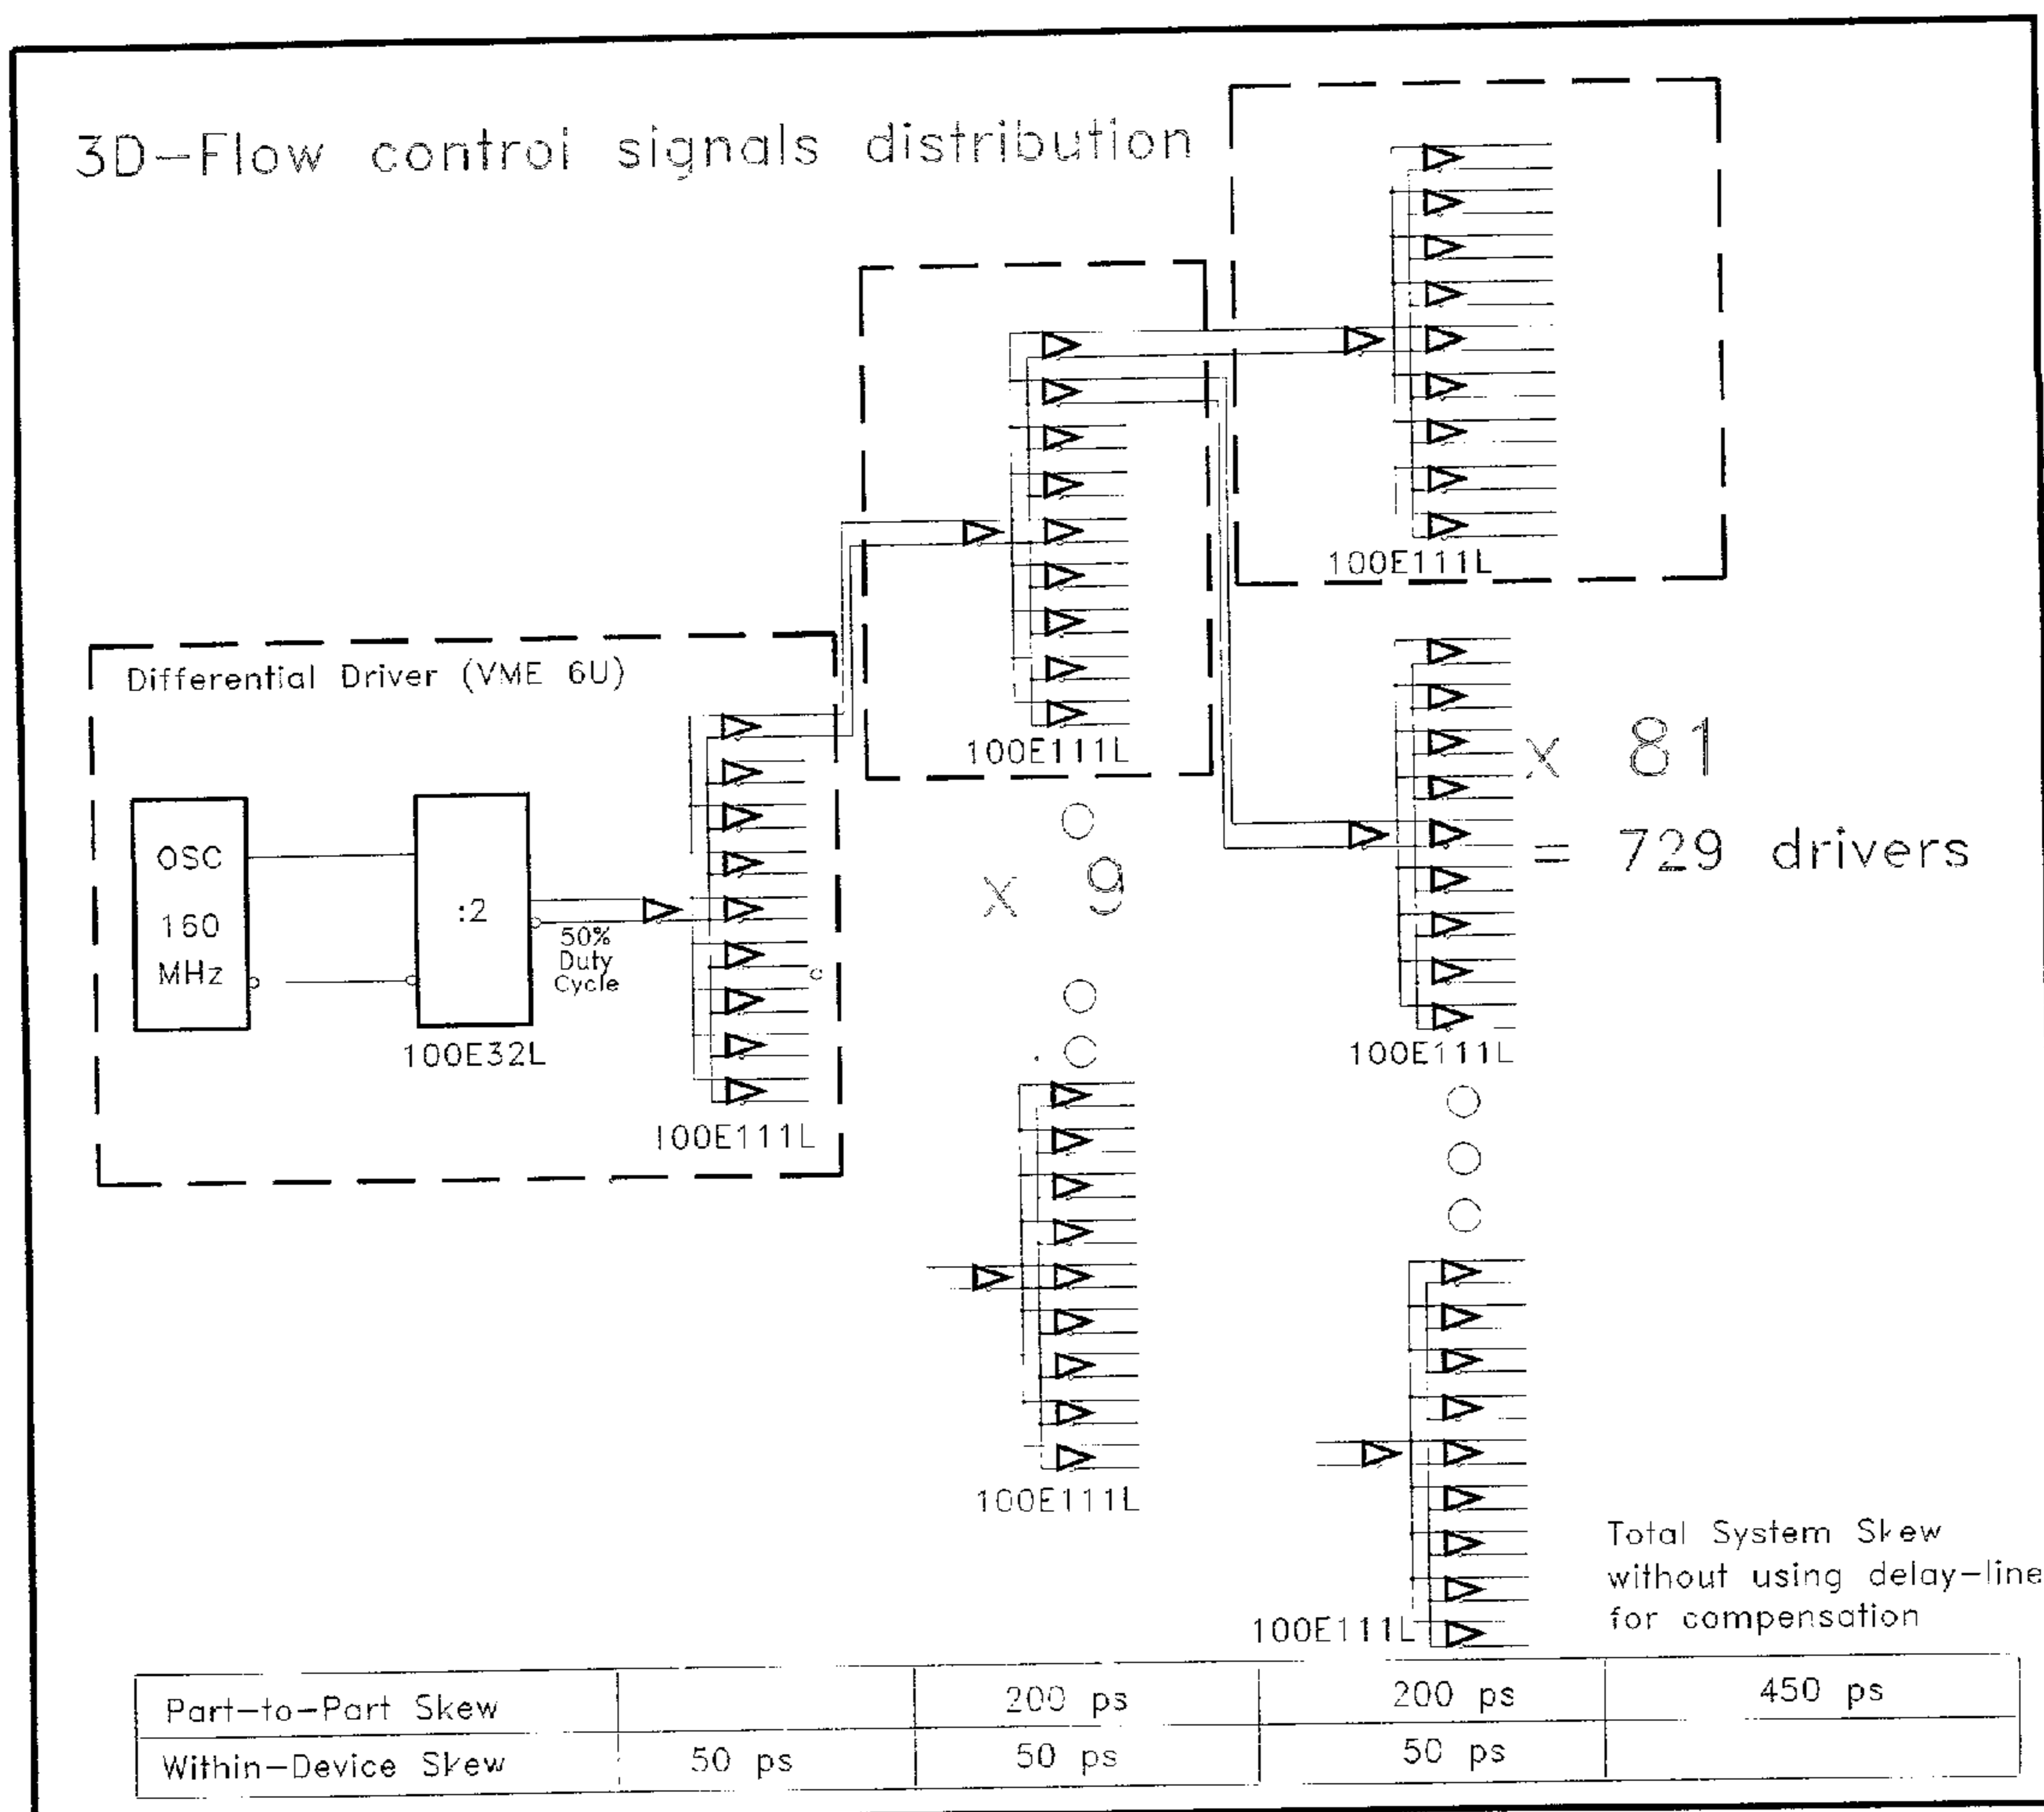 3D-Flow control signals distribution
100E111L
Differential Driver (VME 6U)
100E111L
OSC
160
MHz
:2
50%
Duty
Cycle
100E32L
100E111L
x 9
100E111L
x 81
= 729 drivers
100E111L
100E111L
Total System Skew
without using delay-line
for compensation
Part-to-Part Skew 200 ps 200 ps 450 ps
Within-Device Skew 50 ps 50 ps 50 ps